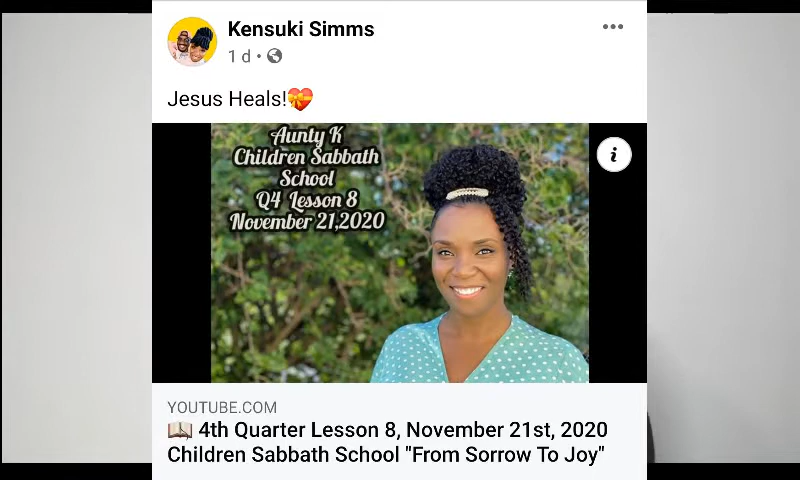 Kensuki Simms
1 d
Jesus Heals!💝
Aunty K
Children Sabbath
School
Q4 Lesson 8
November 21,2020
i
YOUTUBE.COM
📖 4th Quarter Lesson 8, November 21st, 2020
Children Sabbath School "From Sorrow To Joy"